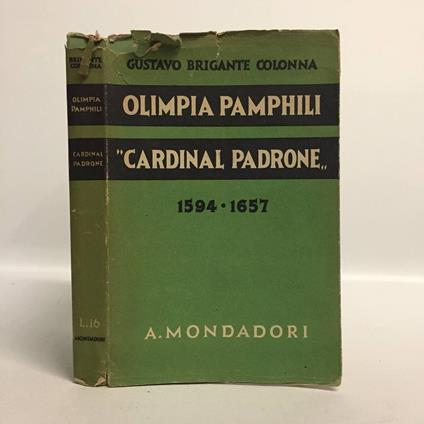 BRIGANTE
COLONNA
OLIMPIA
PAMPHILI
CARDINAL
PADRONE
L. 16
MONDADORI
GUSTAVO BRIGANTE COLONNA
OLIMPIA PAMPHILI
"CARDINAL PADRONE„
1594 • 1657
A. MONDADORI